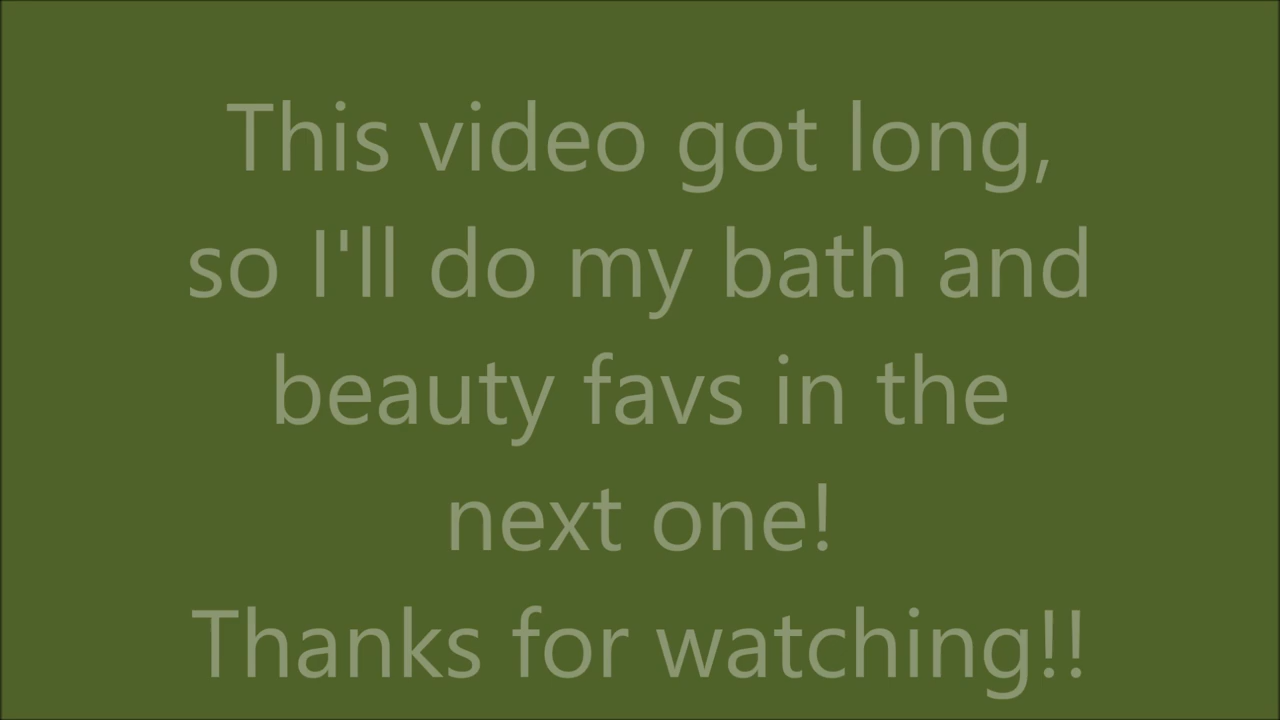 This video got long,
so I'll do my bath and
beauty favs in the
next one!
Thanks for watching!!